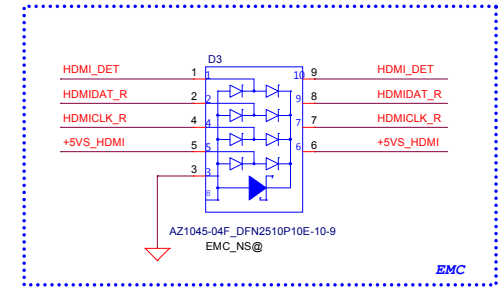 D3
HDMI_DET 1 1 10 9 HDMI_DET
HDMIDAT_R 2 2 9 8 HDMIDAT_R
HDMICLK_R 4 4 7 7 HDMICLK_R
+5VS_HDMI 5 5 6 6 +5VS_HDMI
3 3
8
AZ1045-04F_DFN2510P10E-10-9
EMC_NS@
EMC